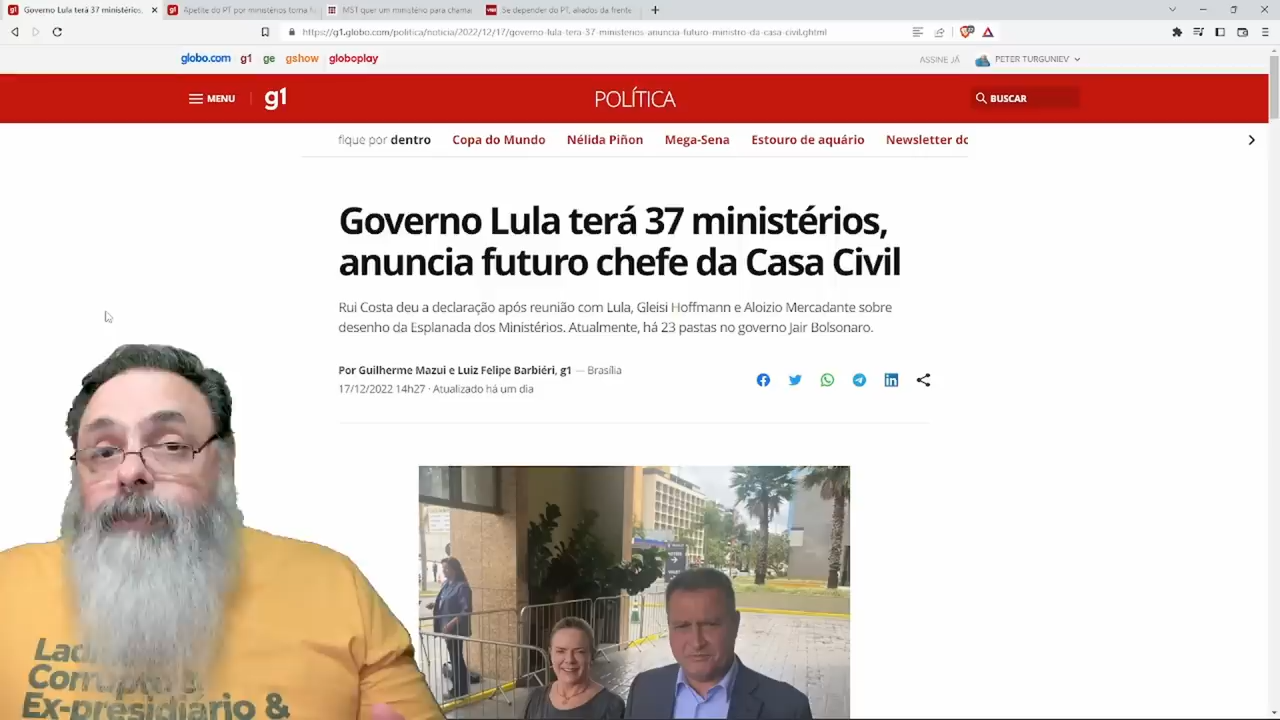 Governo Lula terá 37 ministérios,
Apetite do PT por ministérios torna f
MST quer um ministério para chamar
Se depender do PT, aliados da frente
https://g1.globo.com/politica/noticia/2022/12/17/governo-lula-tera-37-ministerios-anuncia-futuro-ministro-da-casa-civil.ghtml
globo.com g1 ge gshow globoplay
ASSINE JÁ PETER TURGUNIEV
MENU g1 POLÍTICA BUSCAR
fique por dentro Copa do Mundo Nélida Piñon Mega-Sena Estouro de aquário Newsletter do
Governo Lula terá 37 ministérios,
anuncia futuro chefe da Casa Civil
Rui Costa deu a declaração após reunião com Lula, Gleisi Hoffmann e Aloizio Mercadante sobre
desenho da Esplanada dos Ministérios. Atualmente, há 23 pastas no governo Jair Bolsonaro.
Por Guilherme Mazui e Luiz Felipe Barbiéri, g1 — Brasília
17/12/2022 14h27 · Atualizado há um dia
Ex-presidiário &